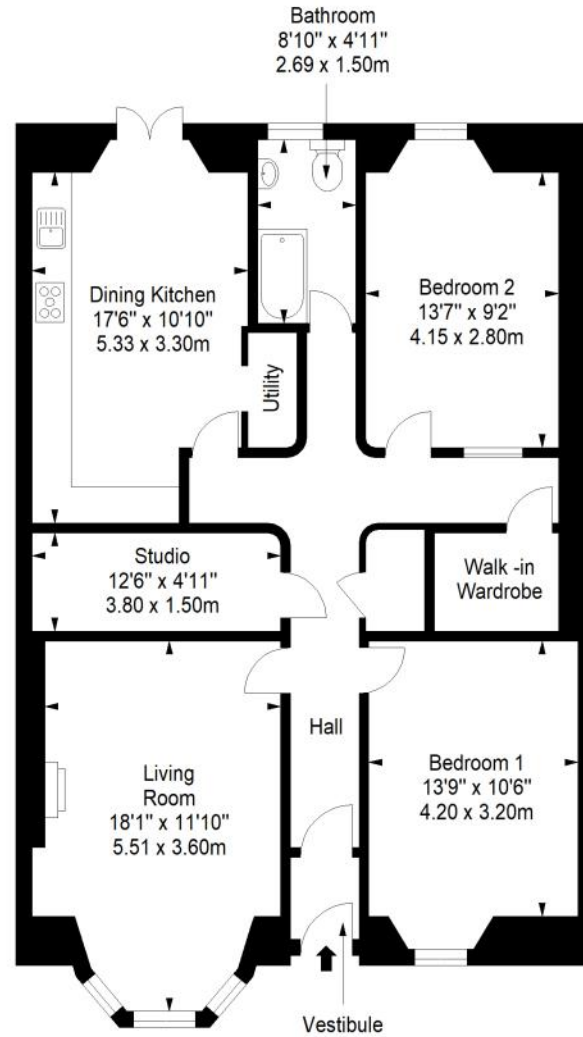 Bathroom
8'10" x 4'11"
2.69 x 1.50m
Dining Kitchen
17'6" x 10'10"
5.33 x 3.30m
Utility
Bedroom 2
13'7" x 9'2"
4.15 x 2.80m
Studio
12'6" x 4'11"
3.80 x 1.50m
Walk -in
Wardrobe
Hall
Living
Room
18'1" x 11'10"
5.51 x 3.60m
Bedroom 1
13'9" x 10'6"
4.20 x 3.20m
Vestibule